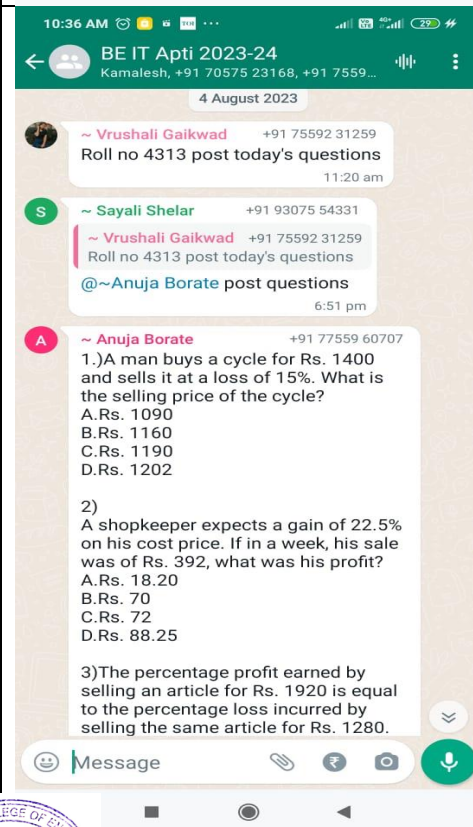 10:36 AM
29
BE IT Apti 2023-24
Kamalesh, +91 70575 23168, +91 7559...
4 August 2023
~ Vrushali Gaikwad +91 75592 31259
Roll no 4313 post today's questions
11:20 am
S
~ Sayali Shelar +91 93075 54331
~ Vrushali Gaikwad +91 75592 31259
Roll no 4313 post today's questions
@~Anuja Borate post questions
6:51 pm
A
~ Anuja Borate +91 77559 60707
1.)A man buys a cycle for Rs. 1400
and sells it at a loss of 15%. What is
the selling price of the cycle?
A.Rs. 1090
B.Rs. 1160
C.Rs. 1190
D.Rs. 1202
2)
A shopkeeper expects a gain of 22.5%
on his cost price. If in a week, his sale
was of Rs. 392, what was his profit?
A.Rs. 18.20
B.Rs. 70
C.Rs. 72
D.Rs. 88.25
3)The percentage profit earned by
selling an article for Rs. 1920 is equal
to the percentage loss incurred by
selling the same article for Rs. 1280.
Message